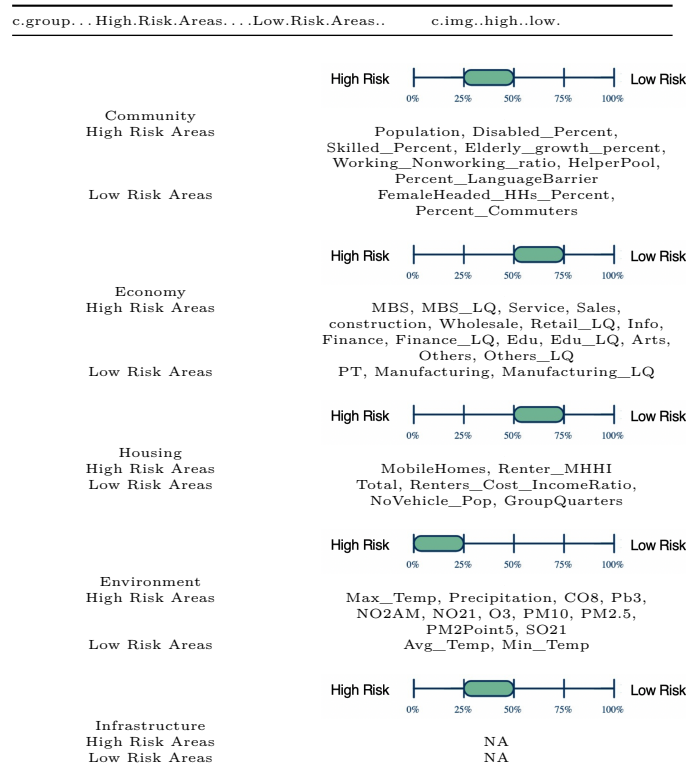 c.group. . . High.Risk.Areas. . . .Low.Risk.Areas.. c.img..high..low.
High Risk Low Risk
0% 25% 50% 75% 100%
Community
High Risk Areas Population, Disabled_Percent,
Skilled_Percent, Elderly_growth_percent,
Working_Nonworking_ratio, HelperPool,
Percent_LanguageBarrier
Low Risk Areas FemaleHeaded_HHs_Percent,
Percent_Commuters
High Risk Low Risk
0% 25% 50% 75% 100%
Economy
High Risk Areas MBS, MBS_LQ, Service, Sales,
construction, Wholesale, Retail_LQ, Info,
Finance, Finance_LQ, Edu, Edu_LQ, Arts,
Others, Others_LQ
Low Risk Areas PT, Manufacturing, Manufacturing_LQ
High Risk Low Risk
0% 25% 50% 75% 100%
Housing
High Risk Areas MobileHomes, Renter_MHHI
Low Risk Areas Total, Renters_Cost_IncomeRatio,
NoVehicle_Pop, GroupQuarters
High Risk Low Risk
0% 25% 50% 75% 100%
Environment
High Risk Areas Max_Temp, Precipitation, CO8, Pb3,
NO2AM, NO21, O3, PM10, PM2.5,
PM2Point5, SO21
Low Risk Areas Avg_Temp, Min_Temp
High Risk Low Risk
0% 25% 50% 75% 100%
Infrastructure
High Risk Areas NA
Low Risk Areas NA